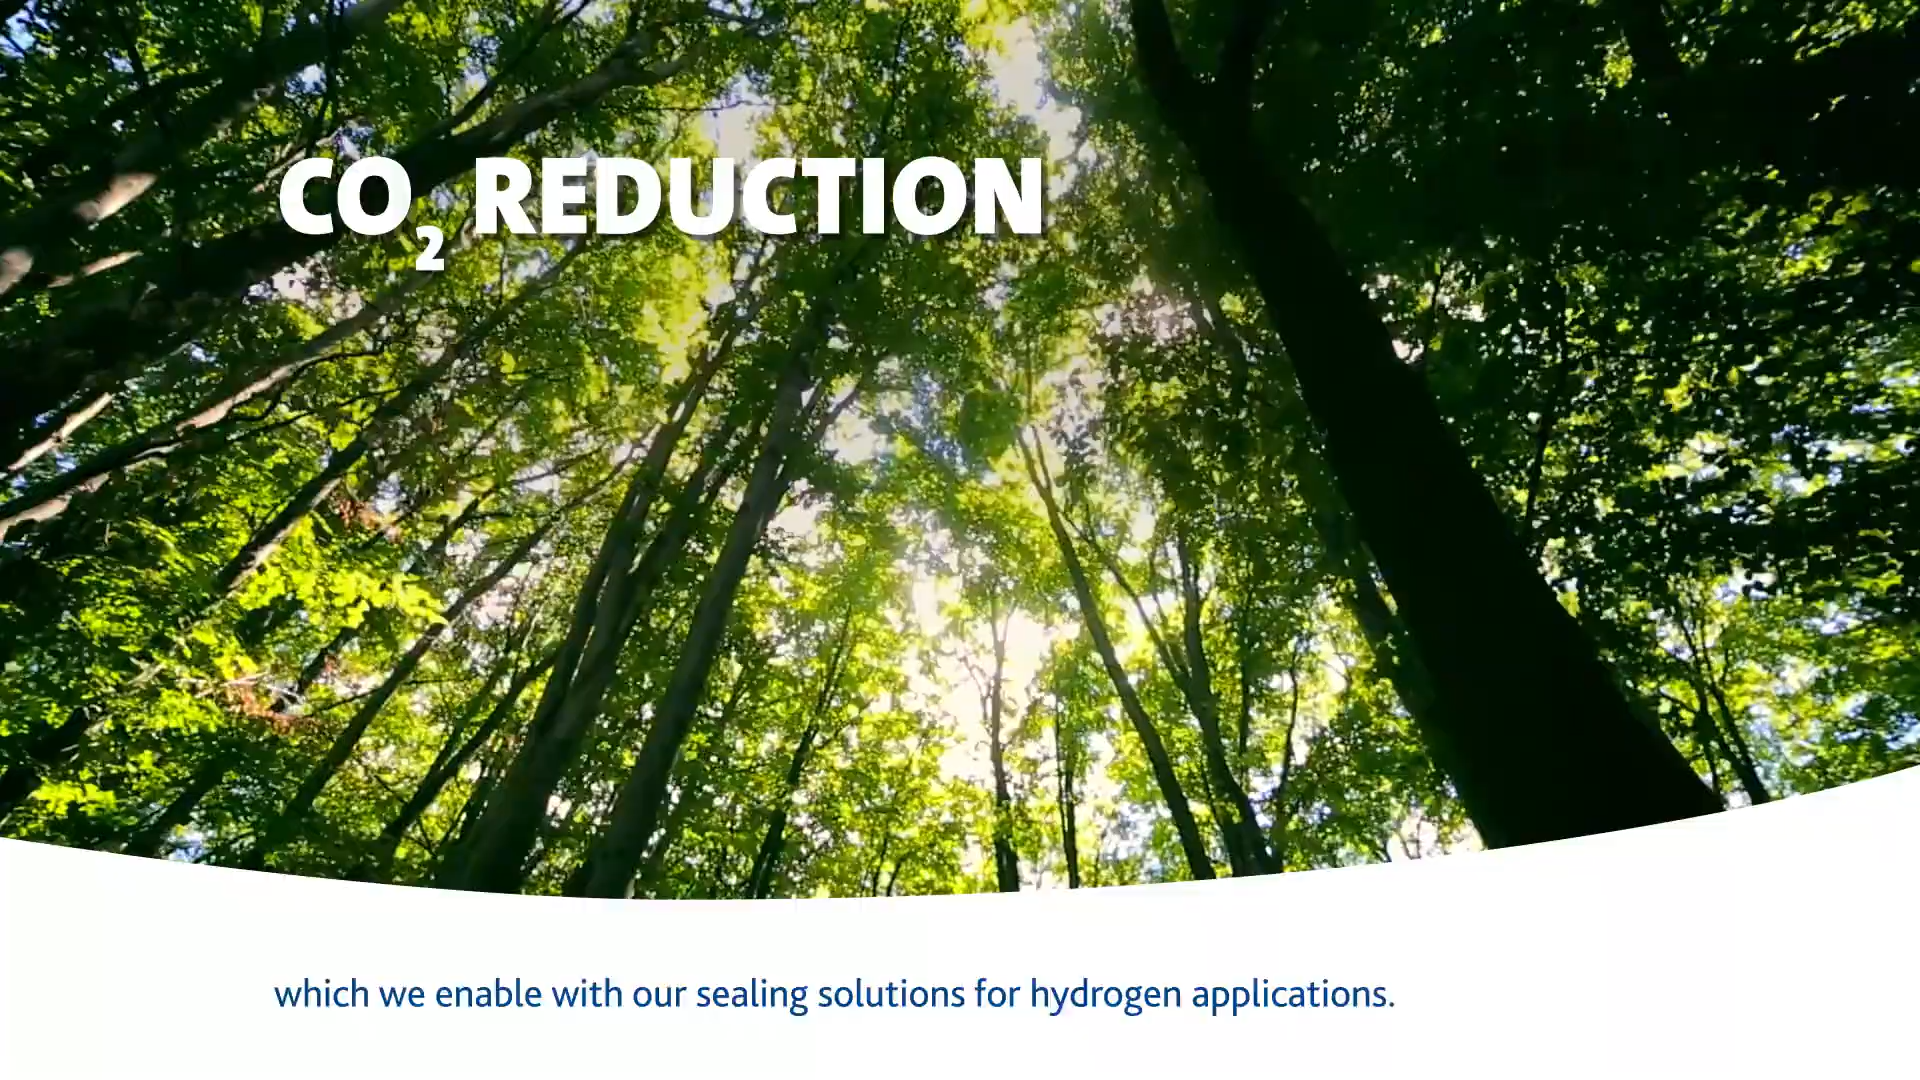 CO₂ REDUCTION
which we enable with our sealing solutions for hydrogen applications.